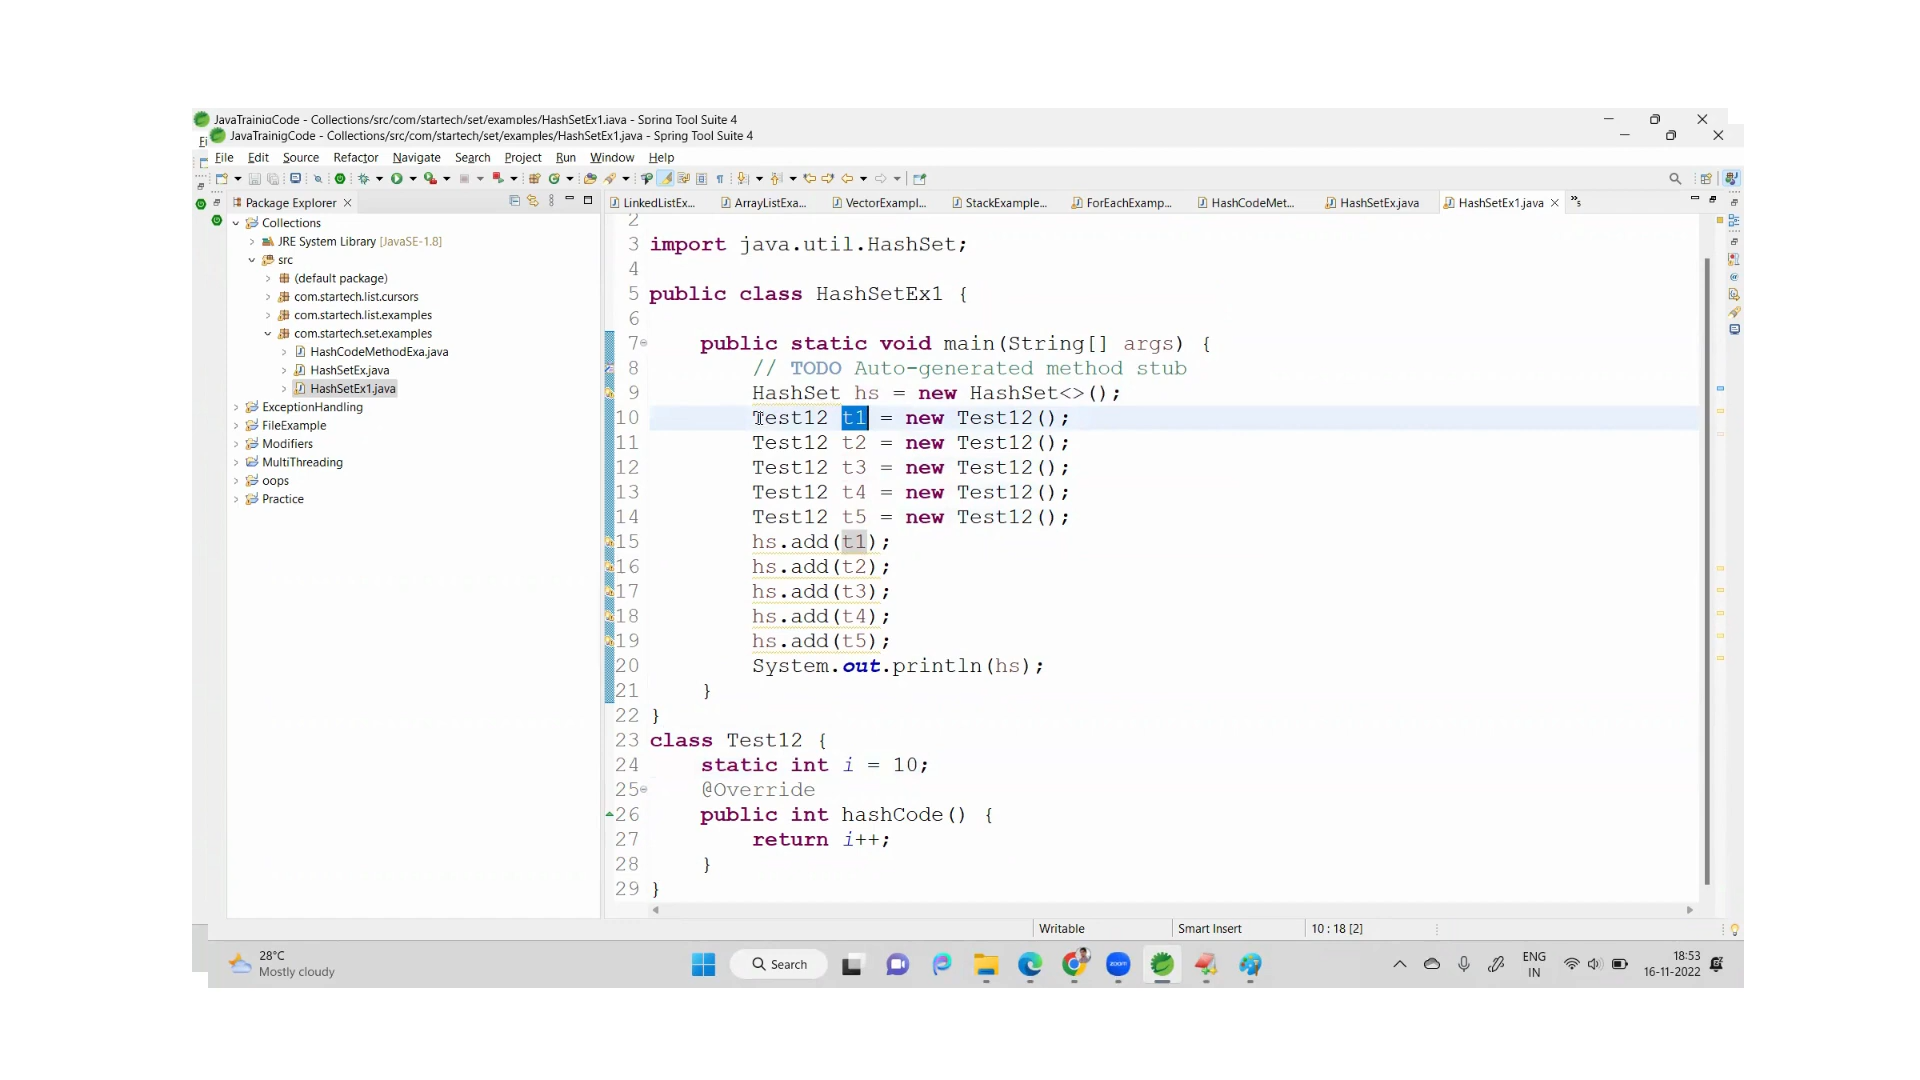 JavaTrainigCode - Collections/src/com/startech/set/examples/HashSetEx1.java - Spring Tool Suite 4
JavaTrainigCode - Collections/src/com/startech/set/examples/HashSetEx1.java - Spring Tool Suite 4
File Edit Source Refactor Navigate Search Project Run Window Help
Package Explorer
LinkedListEx... ArrayListExa... VectorExampl... StackExample... ForEachExamp... HashCodeMet... HashSetEx.java HashSetEx1.java »5
Collections
JRE System Library [JavaSE-1.8]
src
(default package)
com.startech.list.cursors
com.startech.list.examples
com.startech.set.examples
HashCodeMethodExa.java
HashSetEx.java
HashSetEx1.java
ExceptionHandling
FileExample
Modifiers
MultiThreading
oops
Practice
2
3 import java.util.HashSet;
4
5 public class HashSetEx1 {
6
7 public static void main(String[] args) {
8 // TODO Auto-generated method stub
9 HashSet hs = new HashSet<>();
10 Test12 t1 = new Test12();
11 Test12 t2 = new Test12();
12 Test12 t3 = new Test12();
13 Test12 t4 = new Test12();
14 Test12 t5 = new Test12();
15 hs.add(t1);
16 hs.add(t2);
17 hs.add(t3);
18 hs.add(t4);
19 hs.add(t5);
20 System.out.println(hs);
21 }
22 }
23 class Test12 {
24 static int i = 10;
25 @Override
26 public int hashCode() {
27 return i++;
28 }
29 }
Writable Smart Insert 10 : 18 [2]
28°C
Mostly cloudy
Search
zoom
ENG
IN
18:53
16-11-2022